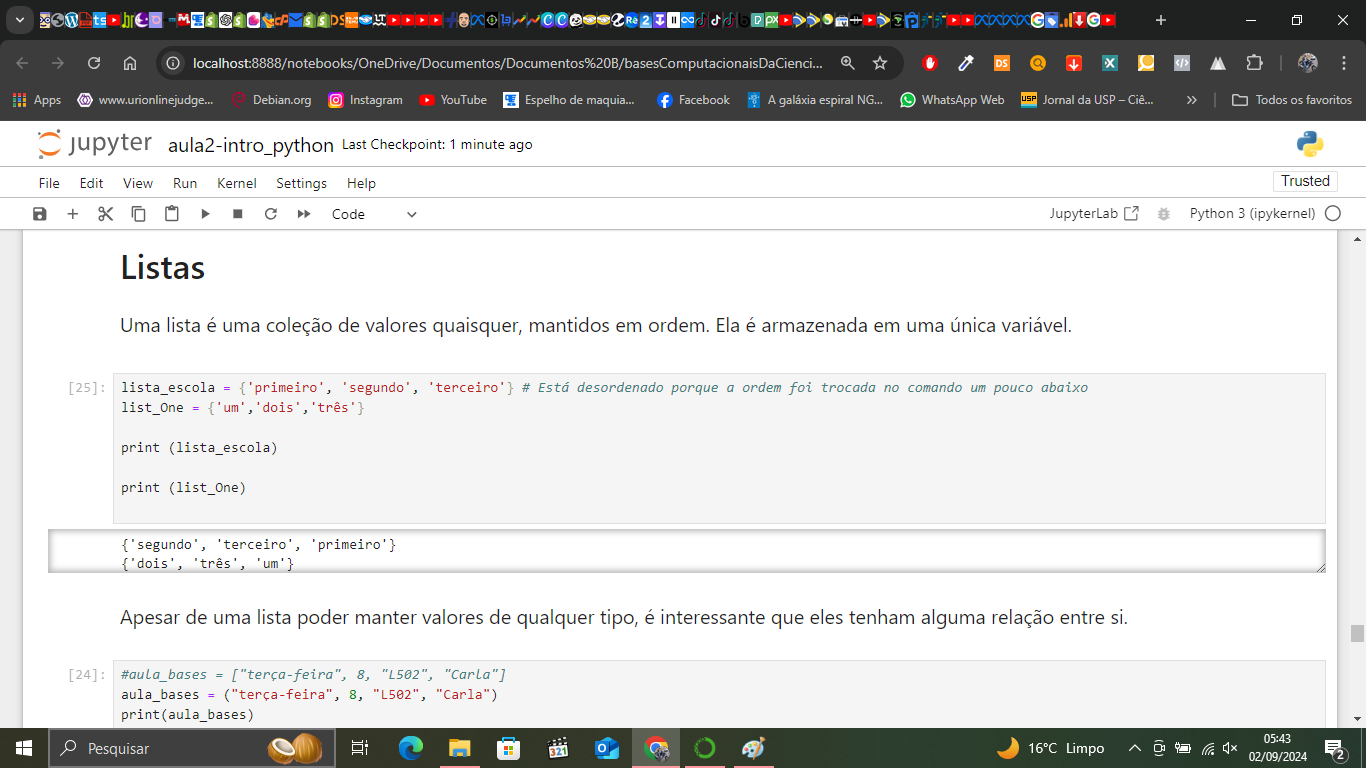 localhost:8888/notebooks/OneDrive/Documentos/Documentos%20B/basesComputacionaisDaCienci...
Apps
www.urionlinejudge...
Debian.org
Instagram
YouTube
Espelho de maquia...
Facebook
A galáxia espiral NG...
WhatsApp Web
Jornal da USP – Ciê...
Todos os favoritos
jupyter aula2-intro_python Last Checkpoint: 1 minute ago
File Edit View Run Kernel Settings Help
Trusted
Code
JupyterLab
Python 3 (ipykernel)
Listas
Uma lista é uma coleção de valores quaisquer, mantidos em ordem. Ela é armazenada em uma única variável.
[25]:
lista_escola = {'primeiro', 'segundo', 'terceiro'} # Está desordenado porque a ordem foi trocada no comando um pouco abaixo
list_One = {'um','dois','três'}
print (lista_escola)
print (list_One)
{'segundo', 'terceiro', 'primeiro'}
{'dois', 'três', 'um'}
Apesar de uma lista poder manter valores de qualquer tipo, é interessante que eles tenham alguma relação entre si.
[24]:
#aula_bases = ["terça-feira", 8, "L502", "Carla"]
aula_bases = ("terça-feira", 8, "L502", "Carla")
print(aula_bases)
Pesquisar
16°C Limpo
05:43
02/09/2024
2